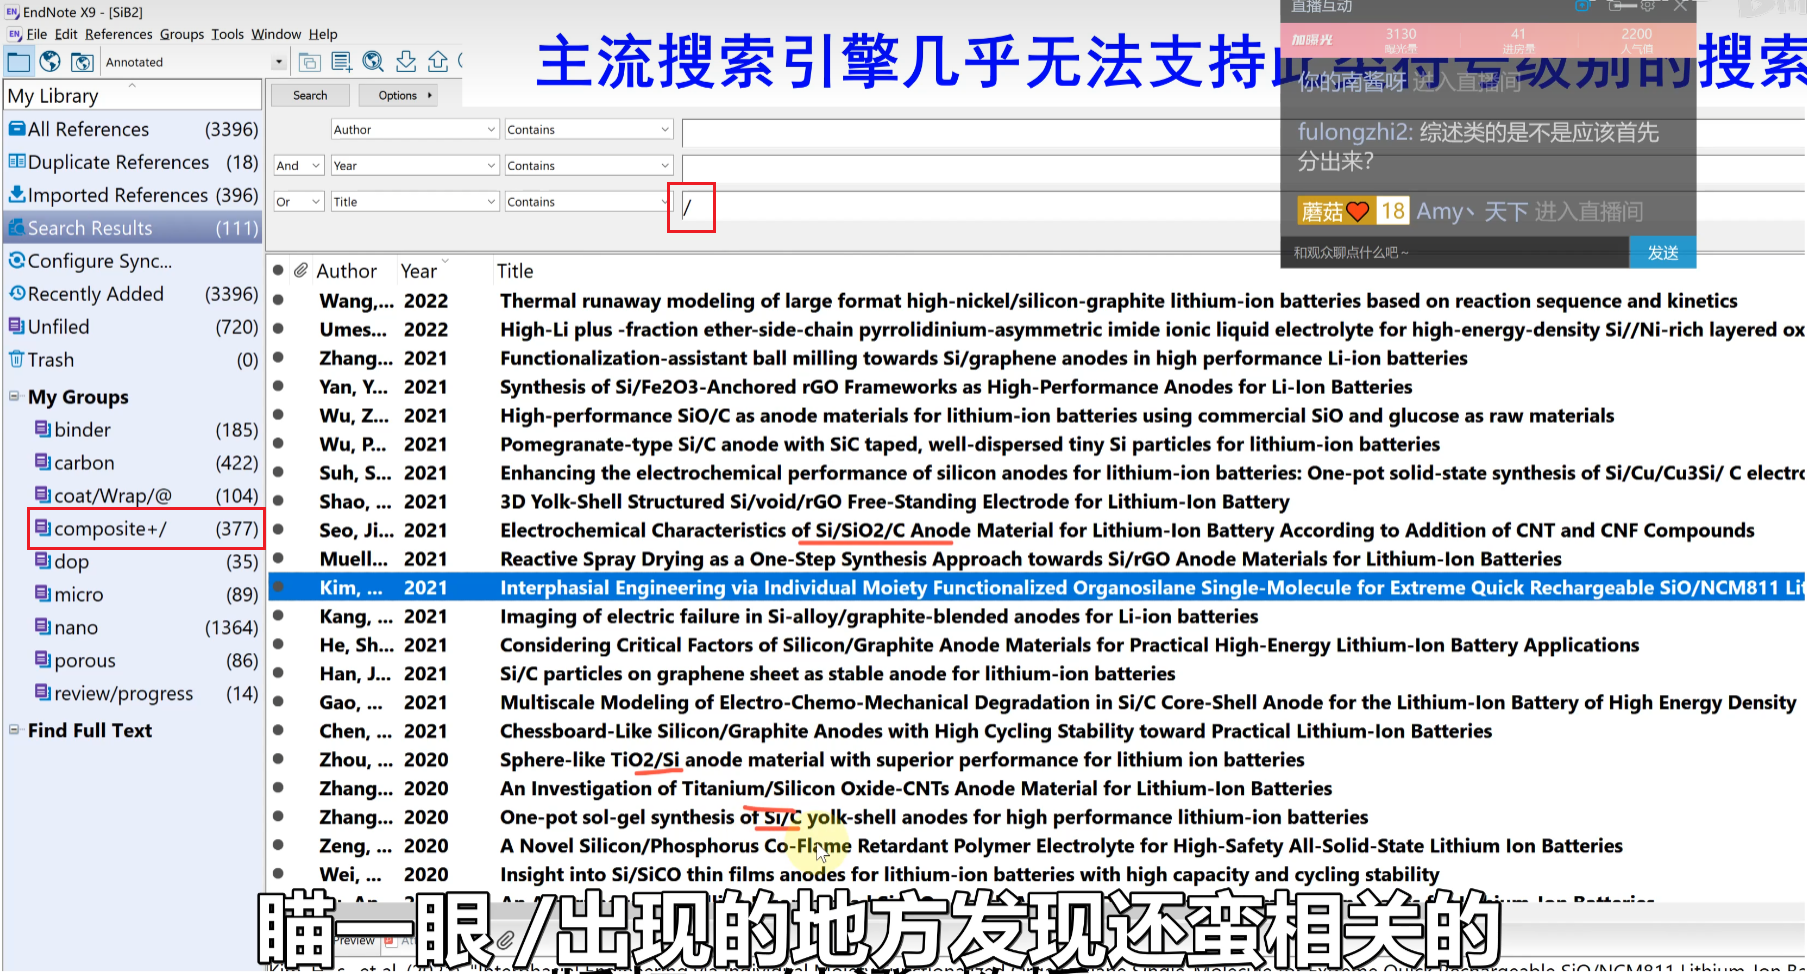 EndNote X9 - [SiB2]
File Edit References Groups Tools Window Help
Annotated
主流搜索引擎几乎无法支持此类符号级别的搜索
My Library
All References (3396)
Duplicate References (18)
Imported References (396)
Search Results (111)
Configure Sync...
Recently Added (3396)
Unfiled (720)
Trash (0)
My Groups
binder (185)
carbon (422)
coat/Wrap/@ (104)
composite+/ (377)
dop (35)
micro (89)
nano (1364)
porous (86)
review/progress (14)
Find Full Text
Search Options
Author Contains
And Year Contains
Or Title Contains /
直播互动
加曝光 3130 曝光量 41 进房量 2200 人气值
你的南酱呀 进入直播间
fulongzhi2: 综述类的是不是应该首先
分出来?
蘑菇 18 Amy丶天下 进入直播间
和观众聊点什么吧~ 发送
Author Year Title
Wang,... 2022 Thermal runaway modeling of large format high-nickel/silicon-graphite lithium-ion batteries based on reaction sequence and kinetics
Umes... 2022 High-Li plus -fraction ether-side-chain pyrrolidinium-asymmetric imide ionic liquid electrolyte for high-energy-density Si//Ni-rich layered ox
Zhang... 2021 Functionalization-assistant ball milling towards Si/graphene anodes in high performance Li-ion batteries
Yan, Y... 2021 Synthesis of Si/Fe2O3-Anchored rGO Frameworks as High-Performance Anodes for Li-Ion Batteries
Wu, Z... 2021 High-performance SiO/C as anode materials for lithium-ion batteries using commercial SiO and glucose as raw materials
Wu, P... 2021 Pomegranate-type Si/C anode with SiC taped, well-dispersed tiny Si particles for lithium-ion batteries
Suh, S... 2021 Enhancing the electrochemical performance of silicon anodes for lithium-ion batteries: One-pot solid-state synthesis of Si/Cu/Cu3Si/ C electro
Shao, ... 2021 3D Yolk-Shell Structured Si/void/rGO Free-Standing Electrode for Lithium-Ion Battery
Seo, Ji... 2021 Electrochemical Characteristics of Si/SiO2/C Anode Material for Lithium-Ion Battery According to Addition of CNT and CNF Compounds
Muell... 2021 Reactive Spray Drying as a One-Step Synthesis Approach towards Si/rGO Anode Materials for Lithium-Ion Batteries
Kim, ... 2021 Interphasial Engineering via Individual Moiety Functionalized Organosilane Single-Molecule for Extreme Quick Rechargeable SiO/NCM811 Lit
Kang, ... 2021 Imaging of electric failure in Si-alloy/graphite-blended anodes for Li-ion batteries
He, Sh... 2021 Considering Critical Factors of Silicon/Graphite Anode Materials for Practical High-Energy Lithium-Ion Battery Applications
Han, J... 2021 Si/C particles on graphene sheet as stable anode for lithium-ion batteries
Gao, ... 2021 Multiscale Modeling of Electro-Chemo-Mechanical Degradation in Si/C Core-Shell Anode for the Lithium-Ion Battery of High Energy Density
Chen, ... 2021 Chessboard-Like Silicon/Graphite Anodes with High Cycling Stability toward Practical Lithium-Ion Batteries
Zhou, ... 2020 Sphere-like TiO2/Si anode material with superior performance for lithium ion batteries
Zhang... 2020 An Investigation of Titanium/Silicon Oxide-CNTs Anode Material for Lithium-Ion Batteries
Zhang... 2020 One-pot sol-gel synthesis of Si/C yolk-shell anodes for high performance lithium-ion batteries
Zeng, ... 2020 A Novel Silicon/Phosphorus Co-Flame Retardant Polymer Electrolyte for High-Safety All-Solid-State Lithium Ion Batteries
Wei, ... 2020 Insight into Si/SiCO thin films anodes for lithium-ion batteries with high capacity and cycling stability
瞄一眼 /出现的地方发现还蛮相关的
Preview